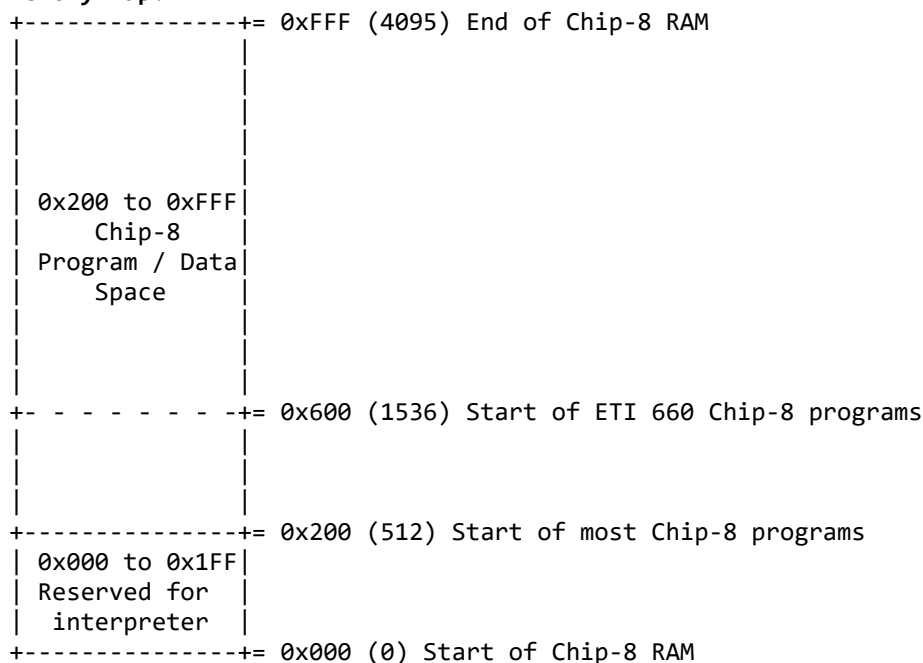 +---------------+= 0xFFF (4095) End of Chip-8 RAM
|               |
|               |
|               |
|               |
|               |
| 0x200 to 0xFFF|
|     Chip-8    |
| Program / Data|
|     Space     |
|               |
|               |
|               |
+- - - - - - - -+= 0x600 (1536) Start of ETI 660 Chip-8 programs
|               |
|               |
|               |
+---------------+= 0x200 (512) Start of most Chip-8 programs
| 0x000 to 0x1FF|
| Reserved for  |
|  interpreter  |
+---------------+= 0x000 (0) Start of Chip-8 RAM